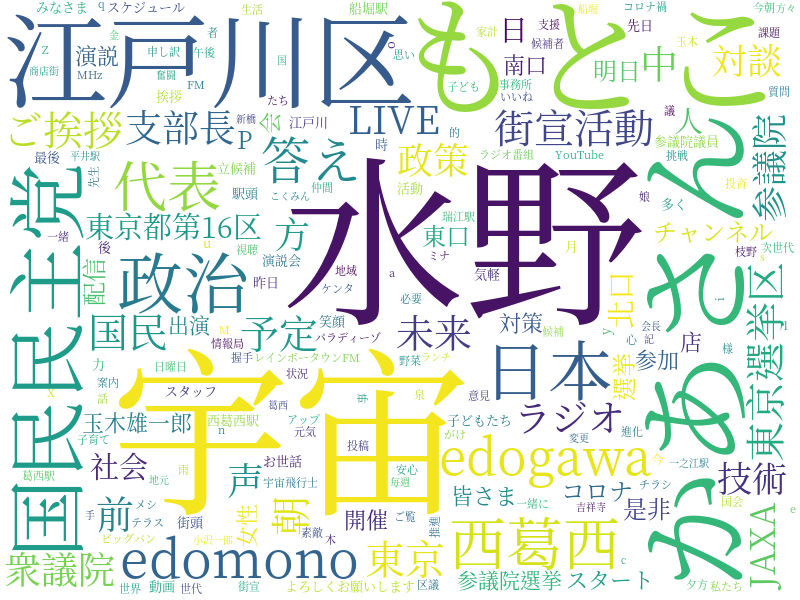 みなさま
q
スケジュール
船堀駅
生活
船堀
コロナ禍
今朝
方々
江戸川区
もとこ
演説
申し訳
午後
者
金
Z
MHz
奮闘
FM
商店街
挨拶
国
思い
o
たち
子ども
支援
候補者
家計
日
南口
先日
玉木
課題
明日
中
対談
質問
事務所
いいね
ご挨拶
支部長
P
会
新橋
江戸川
LIVE
街宣活動
人
議
参議院議員
挑戦
参議院
最後
平井駅
先生
代表
立候補
駅頭
こくみん
仲間
答え
時
的
政策
活動
ラジオ番組
YouTube
娘
多く
投資
水野
かあさん
国民民主党
東京都第16区
方
東口
瑞江駅
ミナ
チャンネル
次世代
枝野
一緒
後
配信
u
視聴
演説会
昨日
地域
ケンタ
a
必要
気軽
月
s
i
政治
国民
出演
予定
笑顔
パラディーソ
M
情報局
握手
レインボータウンFM
未来
野菜
ランチ
対策
候補
y
北口
会長
記
心
店
様
l
東京選挙区
日曜日
力
案内
話
X
スタッフ
状況
宇宙
日本
選挙
参加
玉木雄一郎
子育て
西葛西駅
n
葛西
アップ
元気
事
泉
意見
子どもたち
ラジオ
がけ
変更
進化
社会
葛西駅
地元
声
お世話
宇宙飛行士
投稿
安心
毎週
edogawa
今
一之江駅
技術
手
前
メシ
テラス
雨
街頭
朝
女性
開催
素敵
木
ご覧
推進
皆さま
一緒に
コロナ
吉祥寺
チラシ
是非
国会
JAXA
e
ビッグバン
小沢一郎
衆議院
edomono
東京
西葛西
c
世界
動画
世代
街宣
よろしくお願いします
区議
参議院選挙
スタート
夕方
私たち